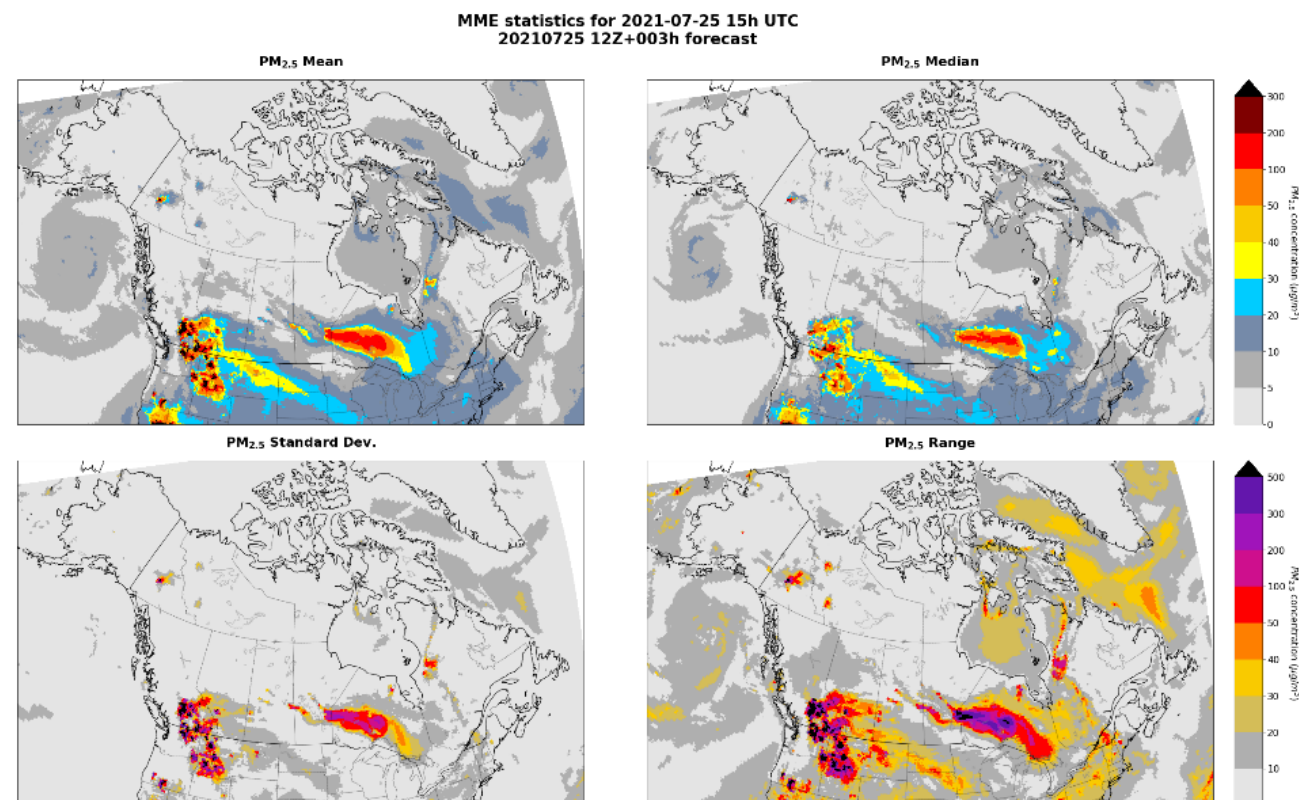 MME statistics for 2021-07-25 15h UTC
20210725 12Z+003h forecast
PM2.5 Mean
PM2.5 Median
300
200
100
50
40
30
20
10
5
0
PM2.5 concentration (µg/m³)
PM2.5 Standard Dev.
PM2.5 Range
500
300
200
100
50
40
30
20
10
PM2.5 concentration (µg/m³)